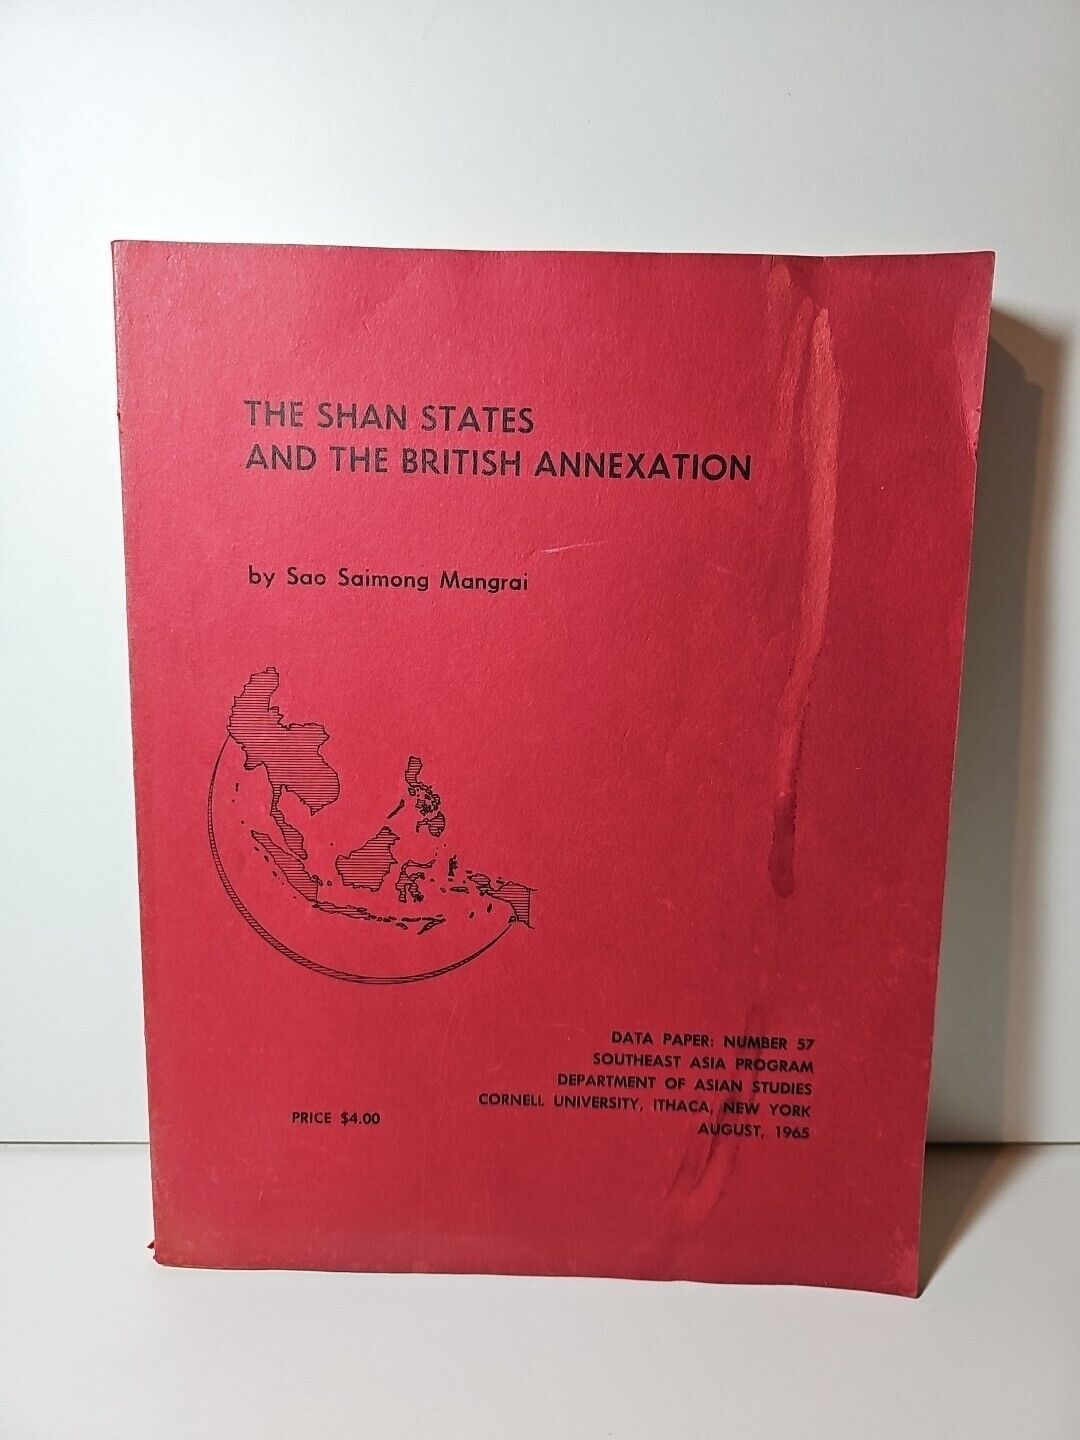 THE SHAN STATES
AND THE BRITISH ANNEXATION
by Sao Saimong Mangrai
DATA PAPER: NUMBER 57
SOUTHEAST ASIA PROGRAM
DEPARTMENT OF ASIAN STUDIES
CORNELL UNIVERSITY, ITHACA, NEW YORK
AUGUST, 1965
PRICE $4.00